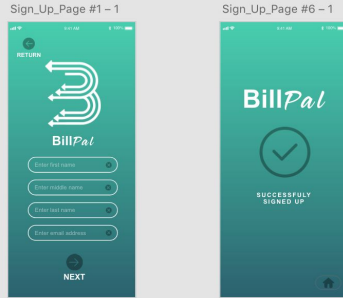 Sign_Up_Page #1 – 1
9:41 AM
100%
RETURN
BillPal
Enter first name
Enter middle name
Enter last name
Enter email address
NEXT
Sign_Up_Page #6 – 1
9:41 AM
100%
BillPal
SUCCESSFULY
SIGNED UP